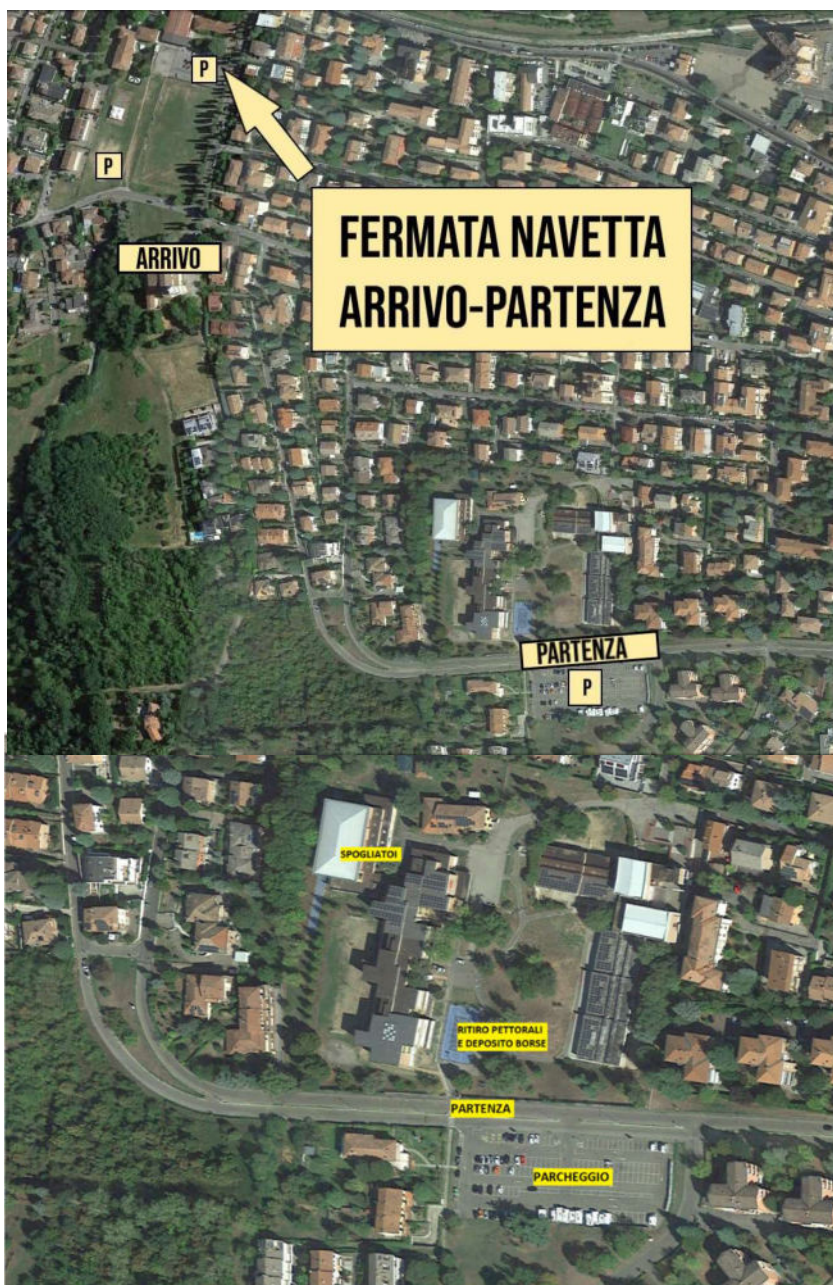 P
P
FERMATA NAVETTA
ARRIVO-PARTENZA
ARRIVO
PARTENZA
P
SPOGLIATOI
RITIRO PETTORALI
E DEPOSITO BORSE
PARTENZA
PARCHEGGIO